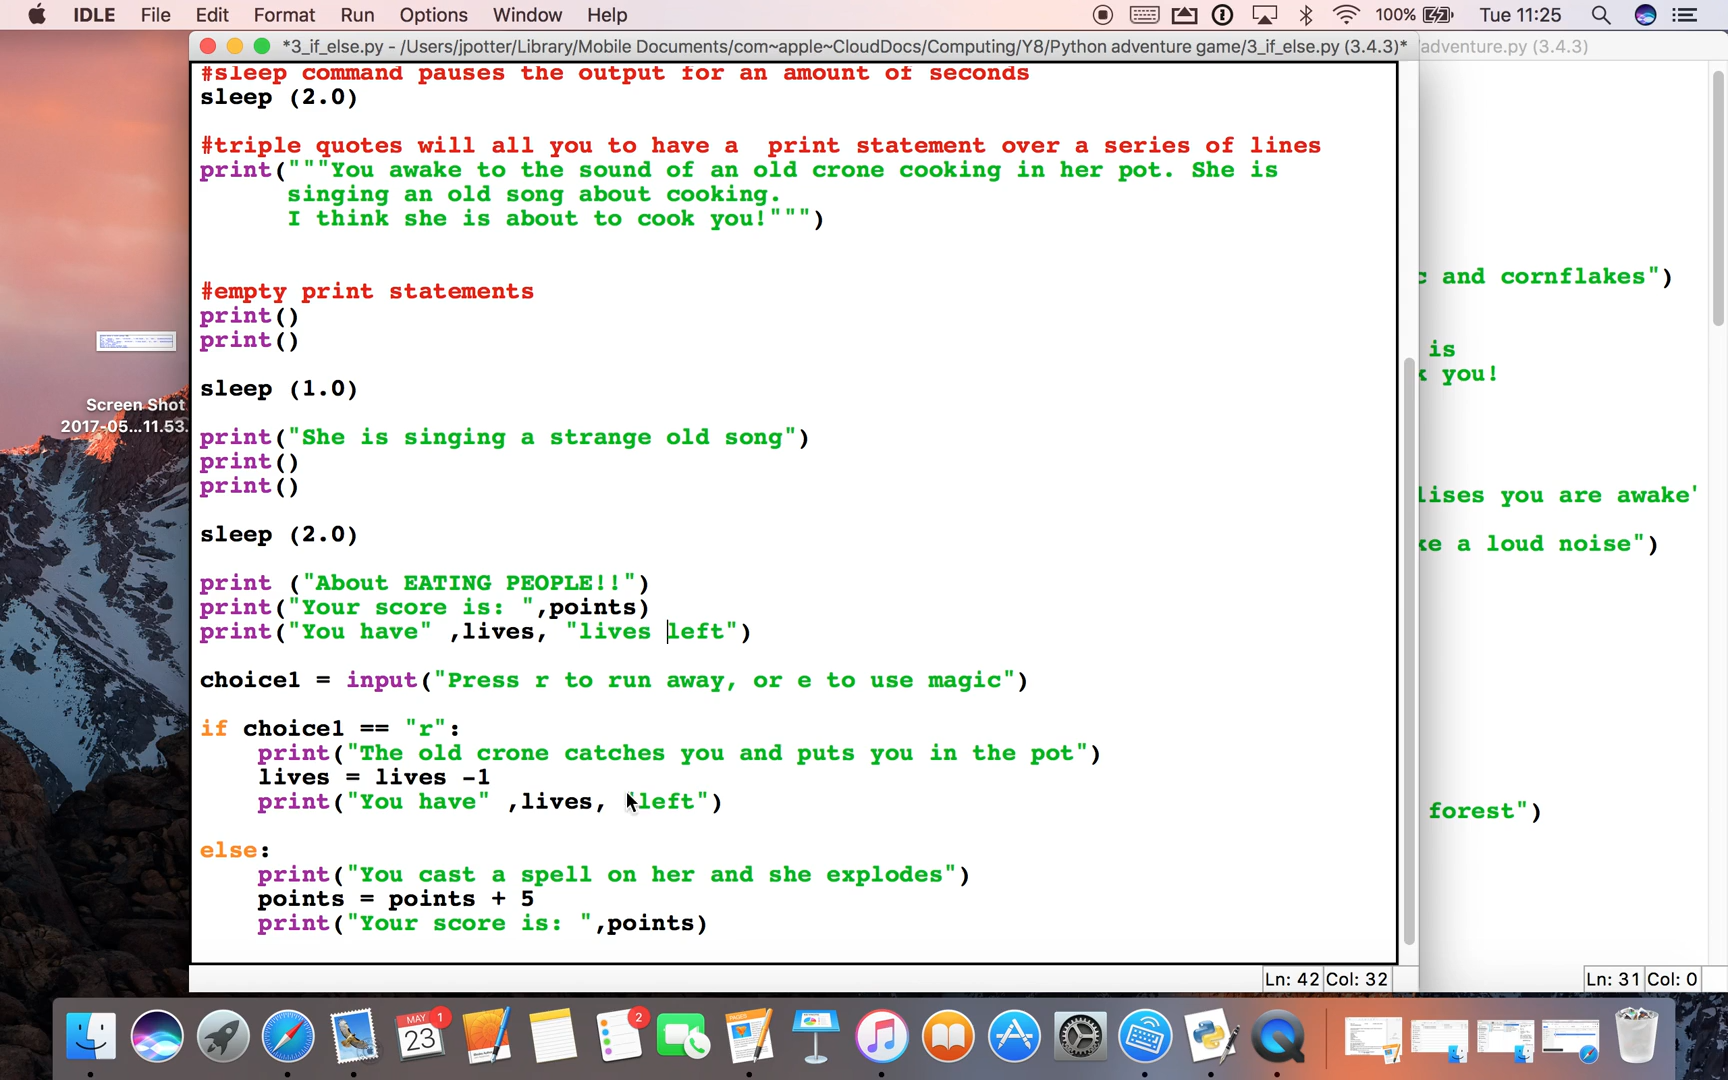 IDLE File Edit Format Run Options Window Help 100% Tue 11:25
*3_if_else.py - /Users/jpotter/Library/Mobile Documents/com~apple~CloudDocs/Computing/Y8/Python adventure game/3_if_else.py (3.4.3)*
adventure.py (3.4.3)
#sleep command pauses the output for an amount of seconds
sleep (2.0)
#triple quotes will all you to have a  print statement over a series of lines
print("""You awake to the sound of an old crone cooking in her pot. She is
singing an old song about cooking.
I think she is about to cook you!""")
#empty print statements
print()
print()
sleep (1.0)
print("She is singing a strange old song")
print()
print()
sleep (2.0)
print ("About EATING PEOPLE!!")
print("Your score is: ",points)
print("You have" ,lives, "lives left")
choice1 = input("Press r to run away, or e to use magic")
if choice1 == "r":
print("The old crone catches you and puts you in the pot")
lives = lives -1
print("You have" ,lives, "left")
else:
print("You cast a spell on her and she explodes")
points = points + 5
print("Your score is: ",points)
Ln: 42 Col: 32
and cornflakes")
is
you!
lises you are awake'
ke a loud noise")
forest")
Ln: 31 Col: 0
Screen Shot
2017-05...11.53.
MAY 1
23
2
PAGES